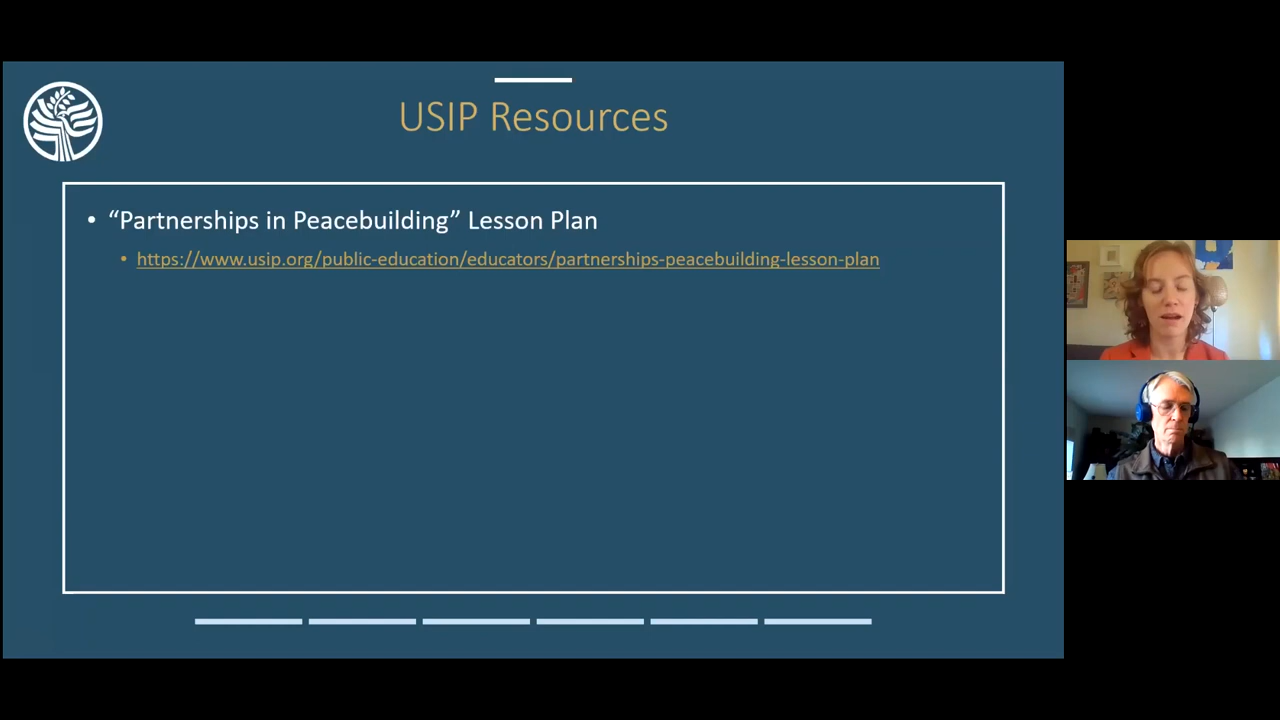 USIP Resources
• “Partnerships in Peacebuilding” Lesson Plan
• https://www.usip.org/public-education/educators/partnerships-peacebuilding-lesson-plan